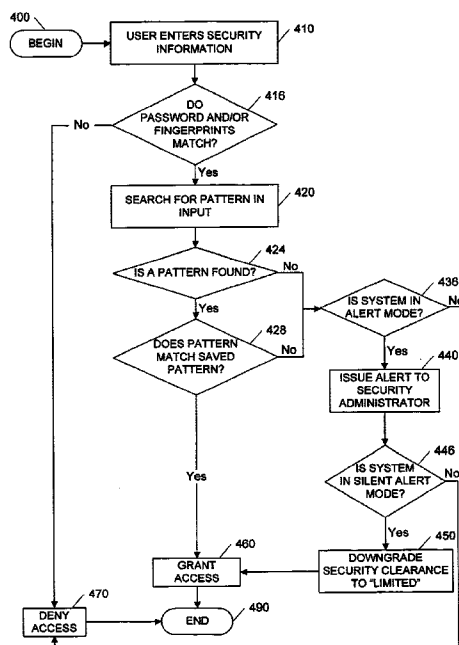 400
BEGIN
410
USER ENTERS SECURITY
INFORMATION
416
DO
PASSWORD AND/OR
FINGERPRINTS
MATCH?
No
Yes
420
SEARCH FOR PATTERN IN
INPUT
424
IS A PATTERN FOUND?
No
Yes
428
DOES PATTERN
MATCH SAVED
PATTERN?
No
Yes
436
IS SYSTEM IN
ALERT MODE?
No
Yes
440
ISSUE ALERT TO
SECURITY
ADMINISTRATOR
446
IS SYSTEM
IN SILENT ALERT
MODE?
No
Yes
450
DOWNGRADE
SECURITY CLEARANCE
TO "LIMITED"
460
GRANT
ACCESS
470
DENY
ACCESS
END
490